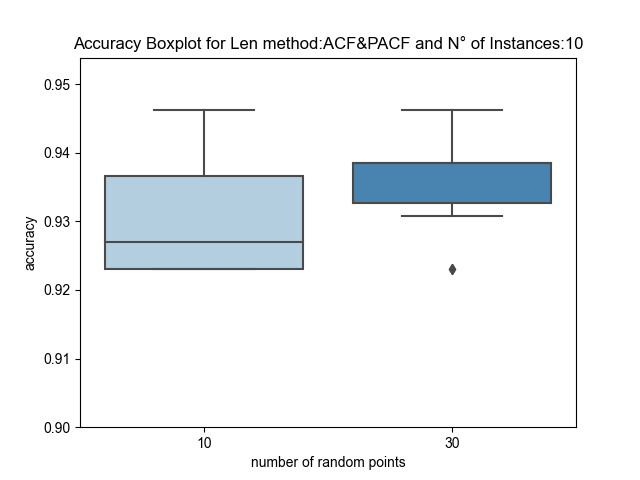 Accuracy Boxplot for Len method:ACF&PACF and N° of Instances:10
0.95
0.94
0.93
0.92
0.91
0.90
accuracy
10 30
number of random points